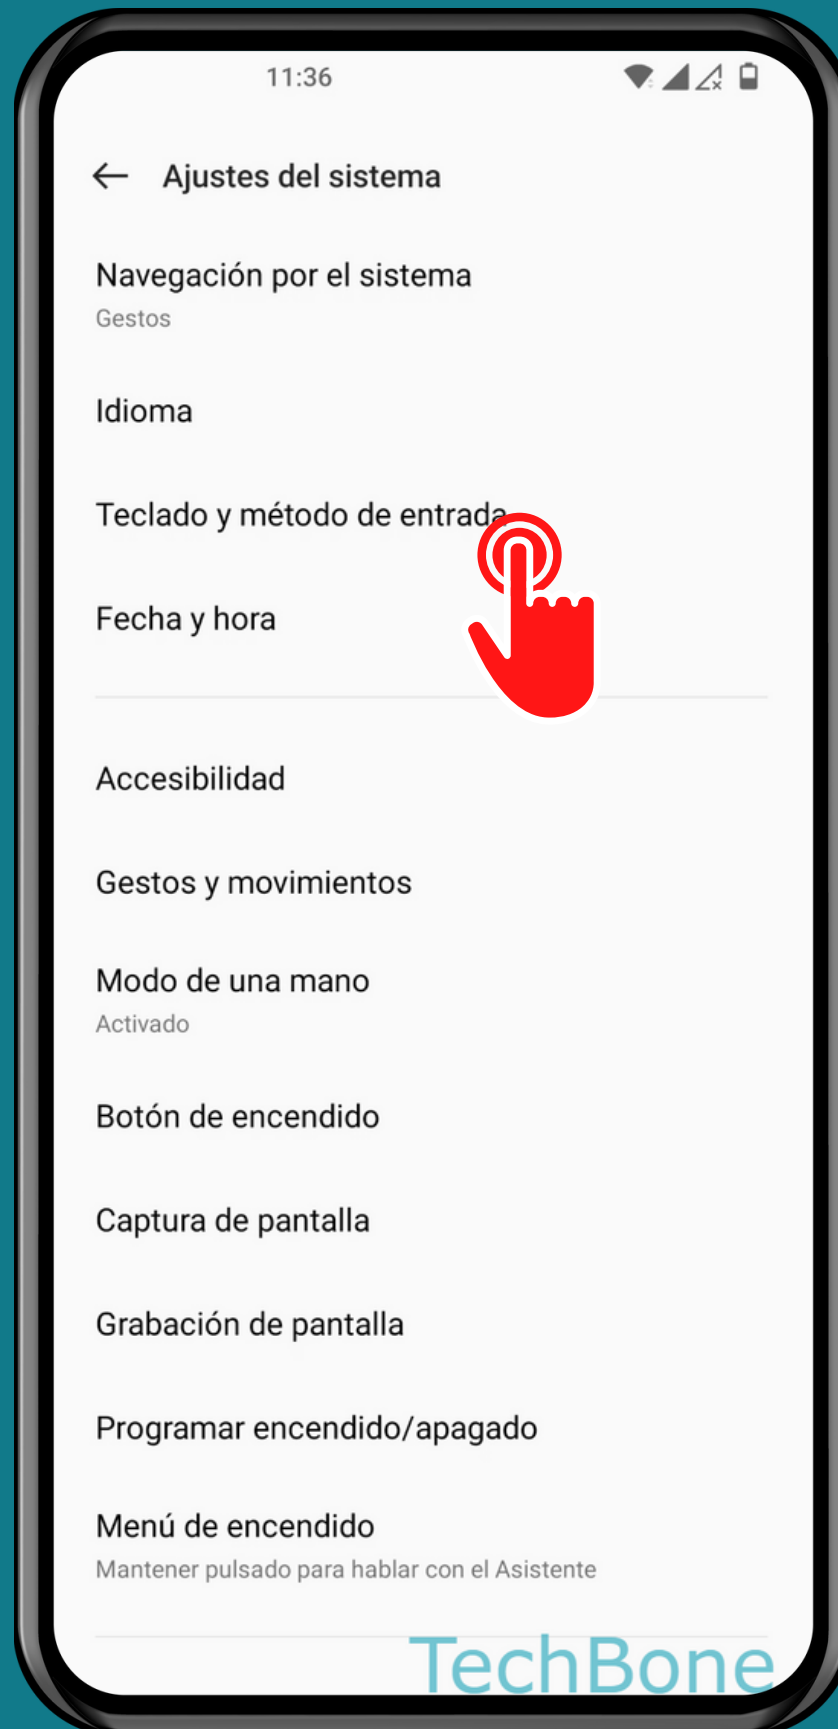 11:36
Ajustes del sistema
Navegación por el sistema
Gestos
Idioma
Teclado y método de entrada
Fecha y hora
Accesibilidad
Gestos y movimientos
Modo de una mano
Activado
Botón de encendido
Captura de pantalla
Grabación de pantalla
Programar encendido/apagado
Menú de encendido
Mantener pulsado para hablar con el Asistente
TechBone